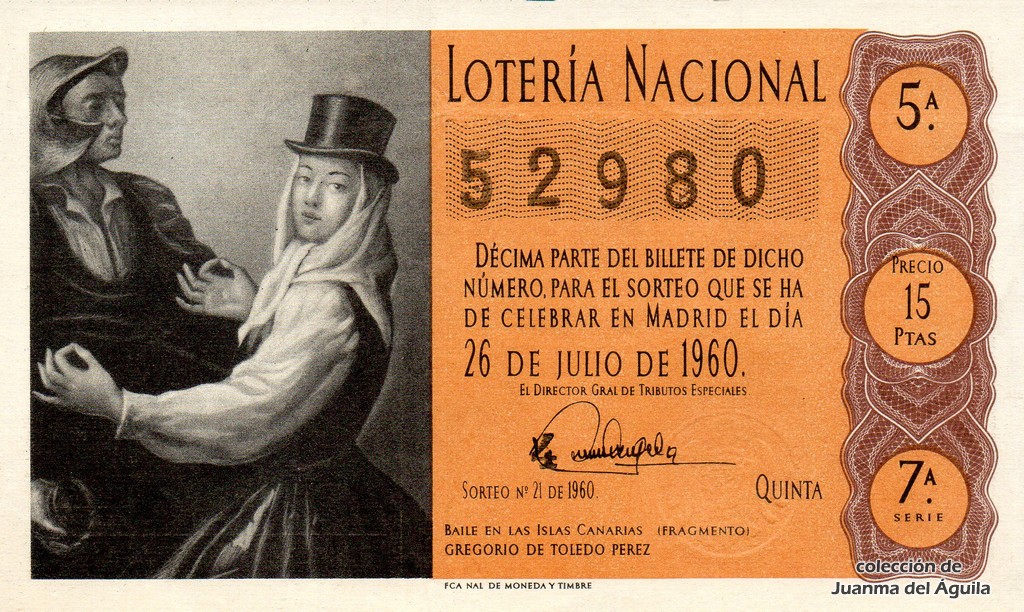 LOTERÍA NACIONAL
52980
DÉCIMA PARTE DEL BILLETE DE DICHO
NÚMERO, PARA EL SORTEO QUE SE HA
DE CELEBRAR EN MADRID EL DÍA
26 DE JULIO DE 1960.
EL DIRECTOR GRAL DE TRIBUTOS ESPECIALES
SORTEO Nº 21 DE 1960.
QUINTA
BAILE EN LAS ISLAS CANARIAS (FRAGMENTO)
GREGORIO DE TOLEDO PEREZ
FCA NAL DE MONEDA Y TIMBRE
5.ª
PRECIO
15
PTAS
7.ª
SERIE
colección de
Juanma del Águila